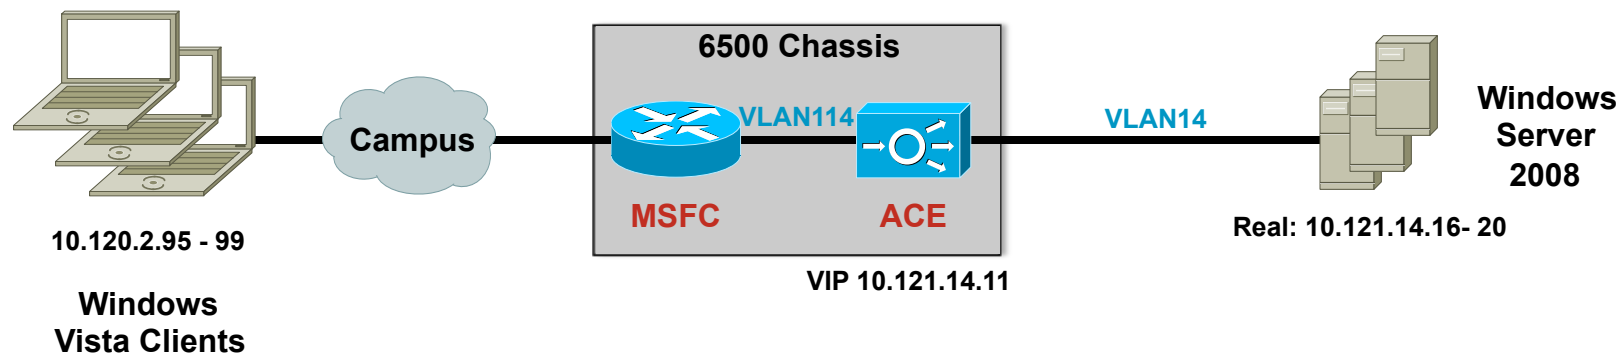 6500 Chassis
VLAN114
VLAN14
Campus
MSFC
ACE
Windows
Server
2008
10.120.2.95 - 99
Real: 10.121.14.16- 20
VIP 10.121.14.11
Windows
Vista Clients